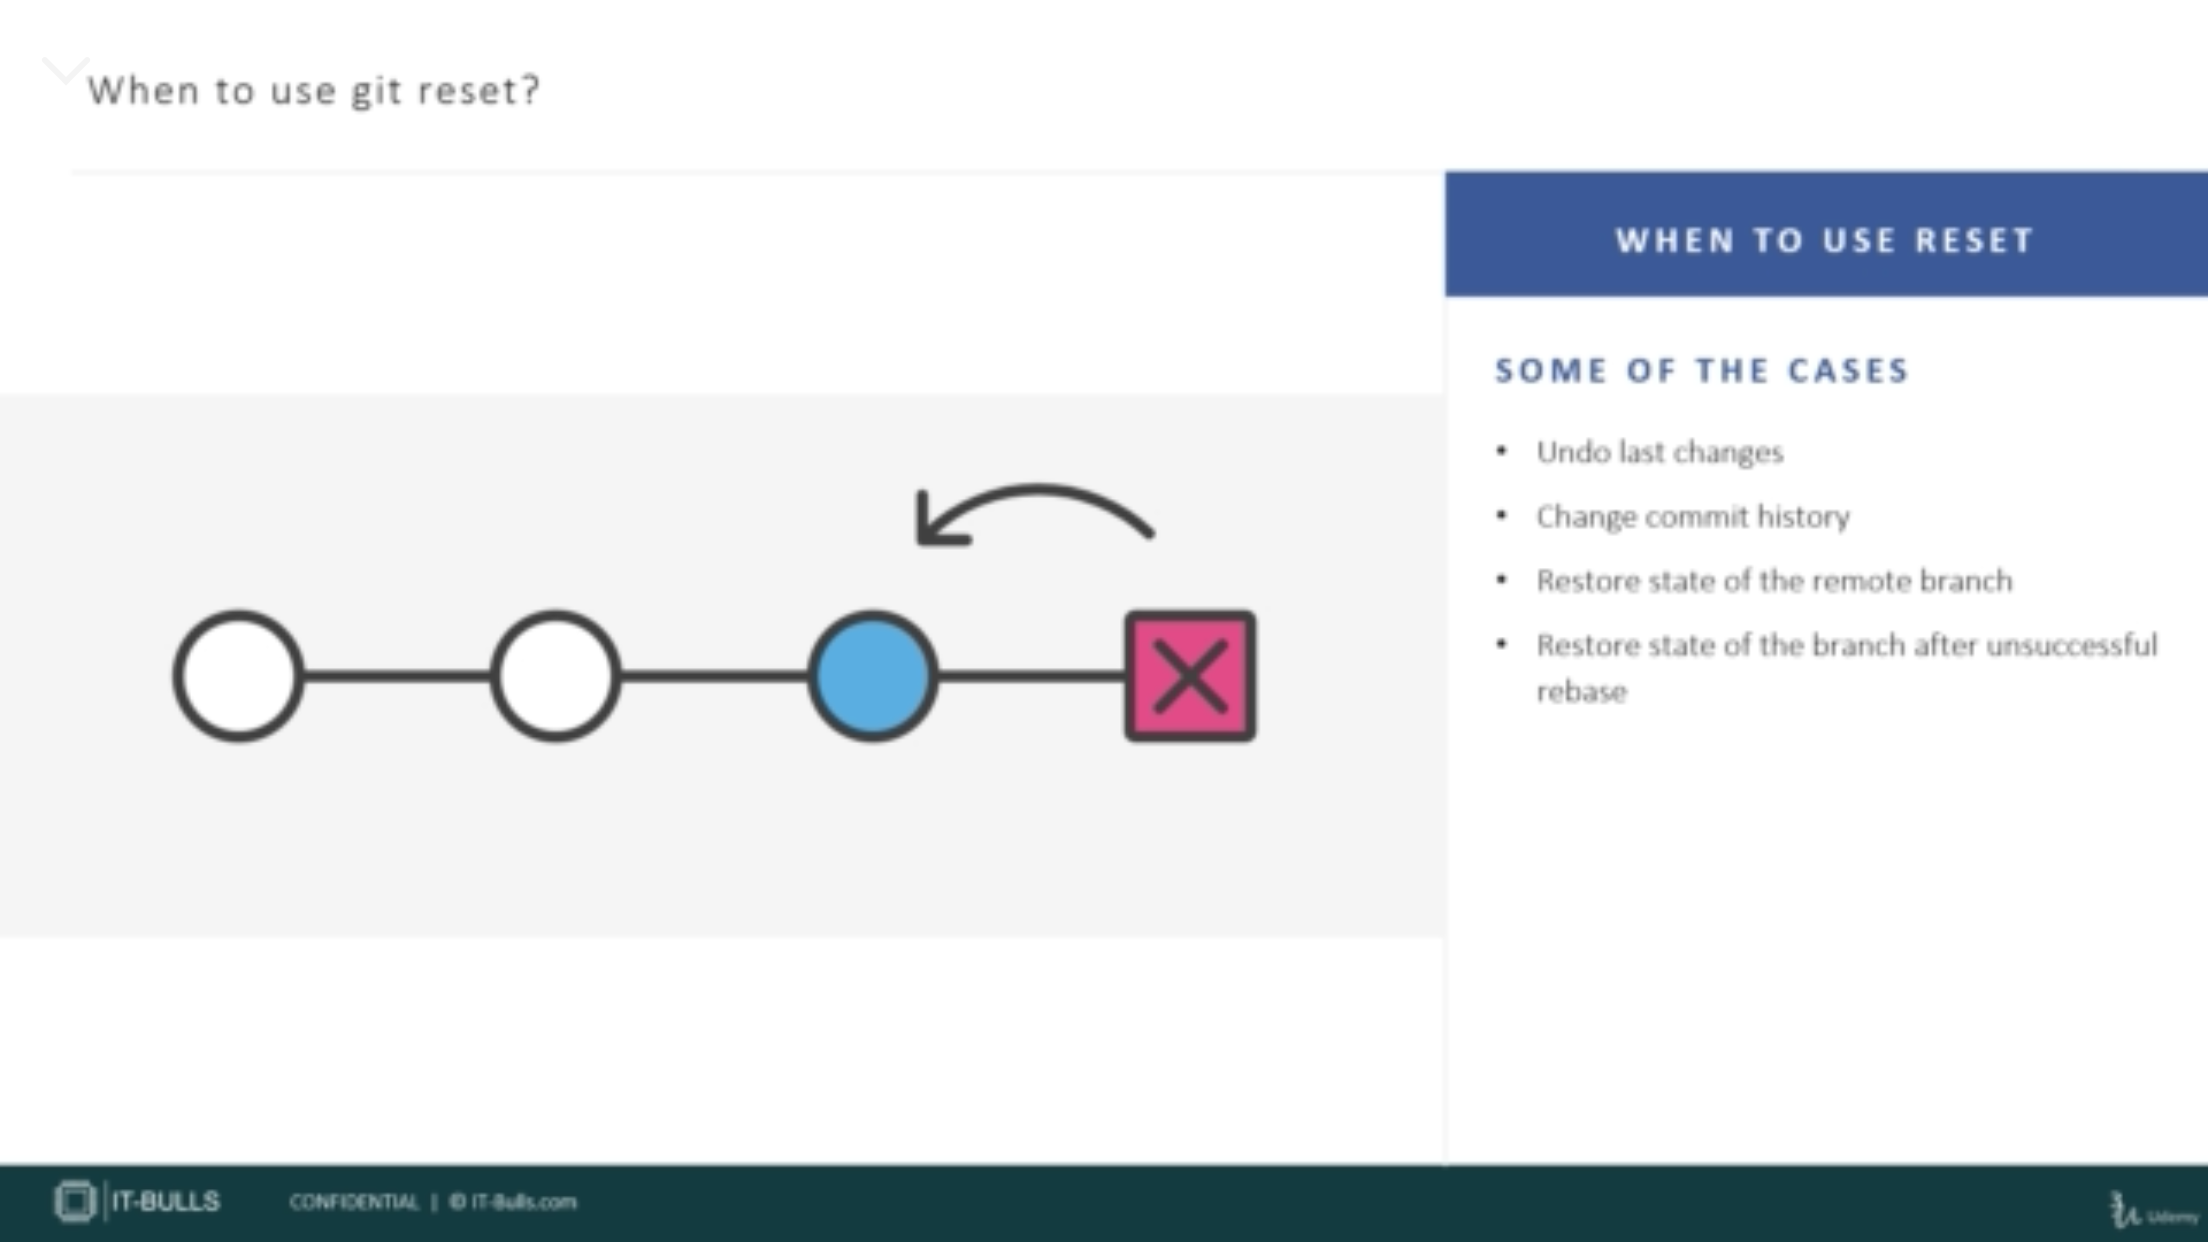 When to use git reset?
WHEN TO USE RESET
SOME OF THE CASES
• Undo last changes
• Change commit history
• Restore state of the remote branch
• Restore state of the branch after unsuccessful
rebase
IT-BULLS
CONFIDENTIAL | © IT-Bulls.com
Udemy